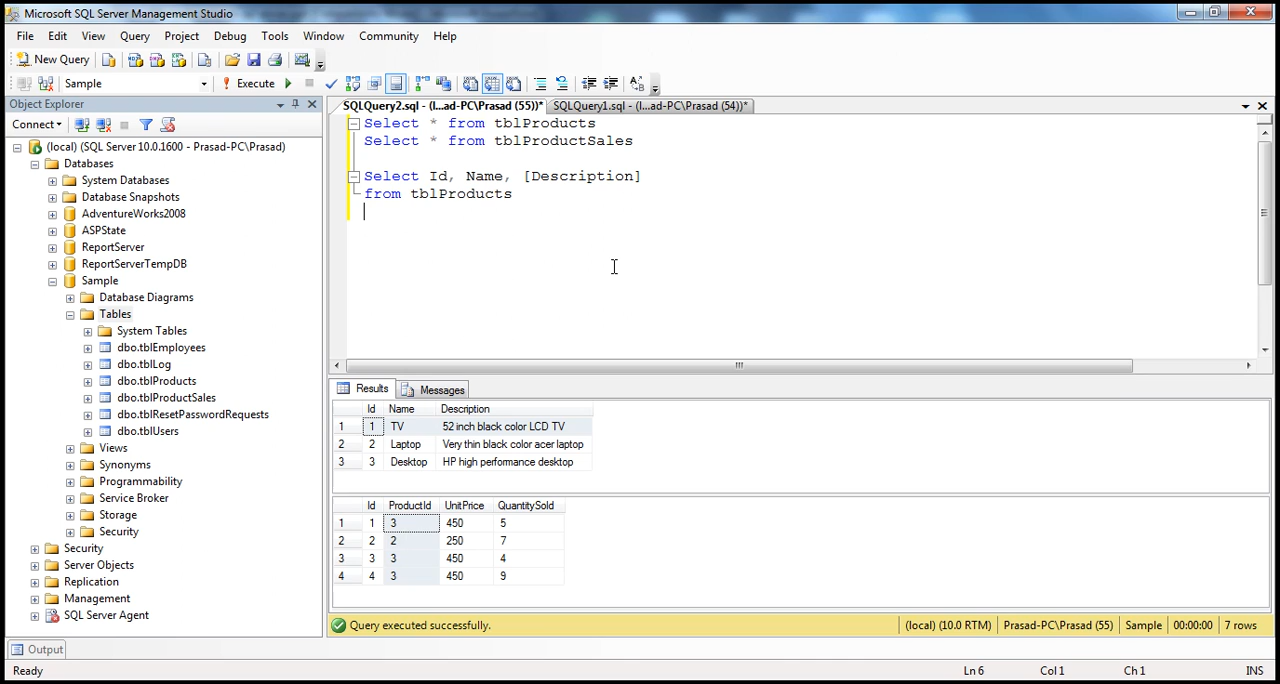 Microsoft SQL Server Management Studio
File Edit View Query Project Debug Tools Window Community Help
New Query
Sample Execute
Object Explorer
Connect
(local) (SQL Server 10.0.1600 - Prasad-PC\Prasad)
Databases
System Databases
Database Snapshots
AdventureWorks2008
ASPState
ReportServer
ReportServerTempDB
Sample
Database Diagrams
Tables
System Tables
dbo.tblEmployees
dbo.tblLog
dbo.tblProducts
dbo.tblProductSales
dbo.tblResetPasswordRequests
dbo.tblUsers
Views
Synonyms
Programmability
Service Broker
Storage
Security
Security
Server Objects
Replication
Management
SQL Server Agent
SQLQuery2.sql - (l...ad-PC\Prasad (55))* SQLQuery1.sql - (l...ad-PC\Prasad (54))*
Select * from tblProducts
Select * from tblProductSales
Select Id, Name, [Description]
from tblProducts
Results Messages
Id Name Description
1 1 TV 52 inch black color LCD TV
2 2 Laptop Very thin black color acer laptop
3 3 Desktop HP high performance desktop
Id ProductId UnitPrice QuantitySold
1 1 3 450 5
2 2 2 250 7
3 3 3 450 4
4 4 3 450 9
Query executed successfully. (local) (10.0 RTM) Prasad-PC\Prasad (55) Sample 00:00:00 7 rows
Output
Ready Ln 6 Col 1 Ch 1 INS